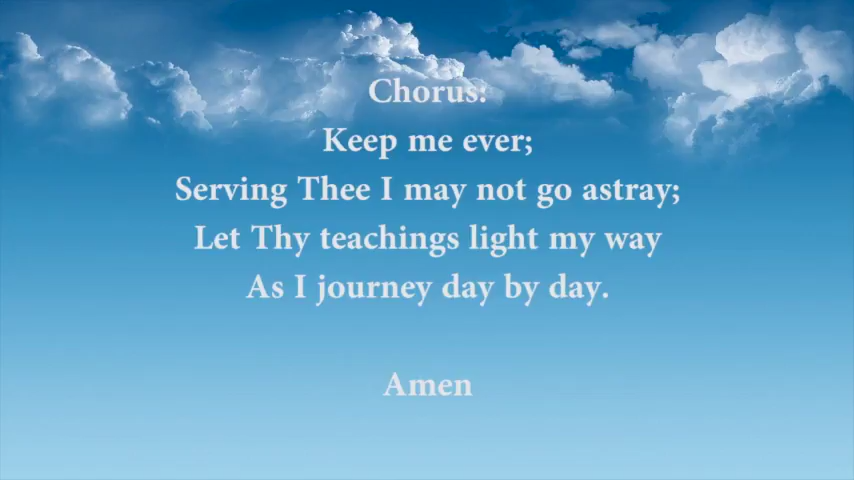 Chorus:
Keep me ever;
Serving Thee I may not go astray;
Let Thy teachings light my way
As I journey day by day.
Amen